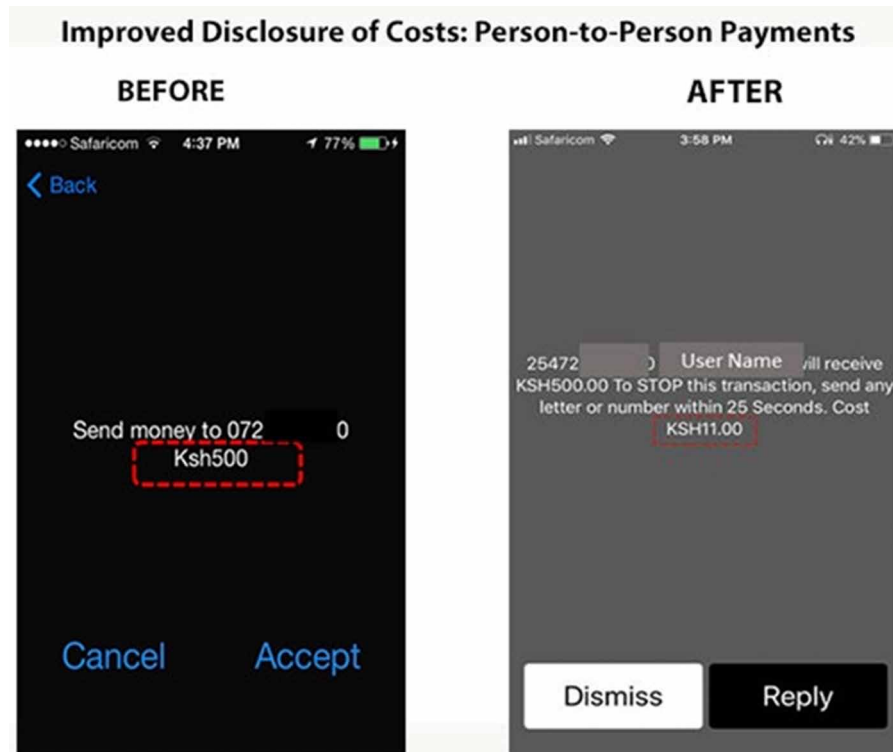 Improved Disclosure of Costs: Person-to-Person Payments
BEFORE
AFTER
Safaricom 4:37 PM 77%
Back
Send money to 072 0
Ksh500
Cancel Accept
Safaricom 3:58 PM 42%
25472 User Name will receive
KSH500.00 To STOP this transaction, send any
letter or number within 25 Seconds. Cost
KSH11.00
Dismiss Reply